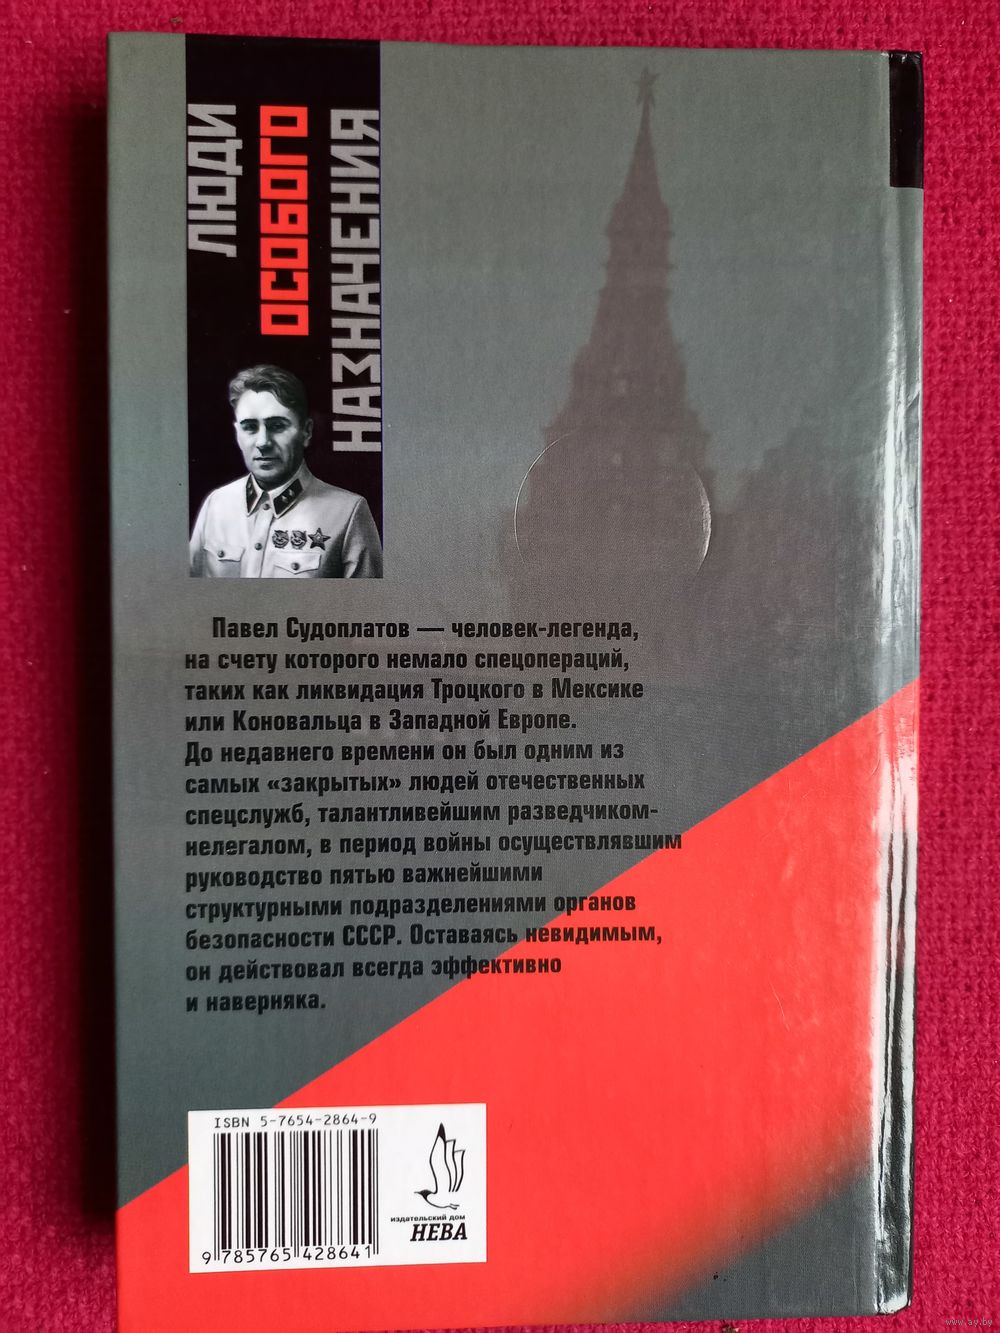 ЛЮДИ
ОСОБОГО
НАЗНАЧЕНИЯ
Павел Судоплатов — человек-легенда,
на счету которого немало спецопераций,
таких как ликвидация Троцкого в Мексике
или Коновальца в Западной Европе.
До недавнего времени он был одним из
самых «закрытых» людей отечественных
спецслужб, талантливейшим разведчиком-
нелегалом, в период войны осуществлявшим
руководство пятью важнейшими
структурными подразделениями органов
безопасности СССР. Оставаясь невидимым,
он действовал всегда эффективно
и наверняка.
ISBN 5-7654-2864-9
9 785765 428641
издательский дом
НЕВА
www.ay.by